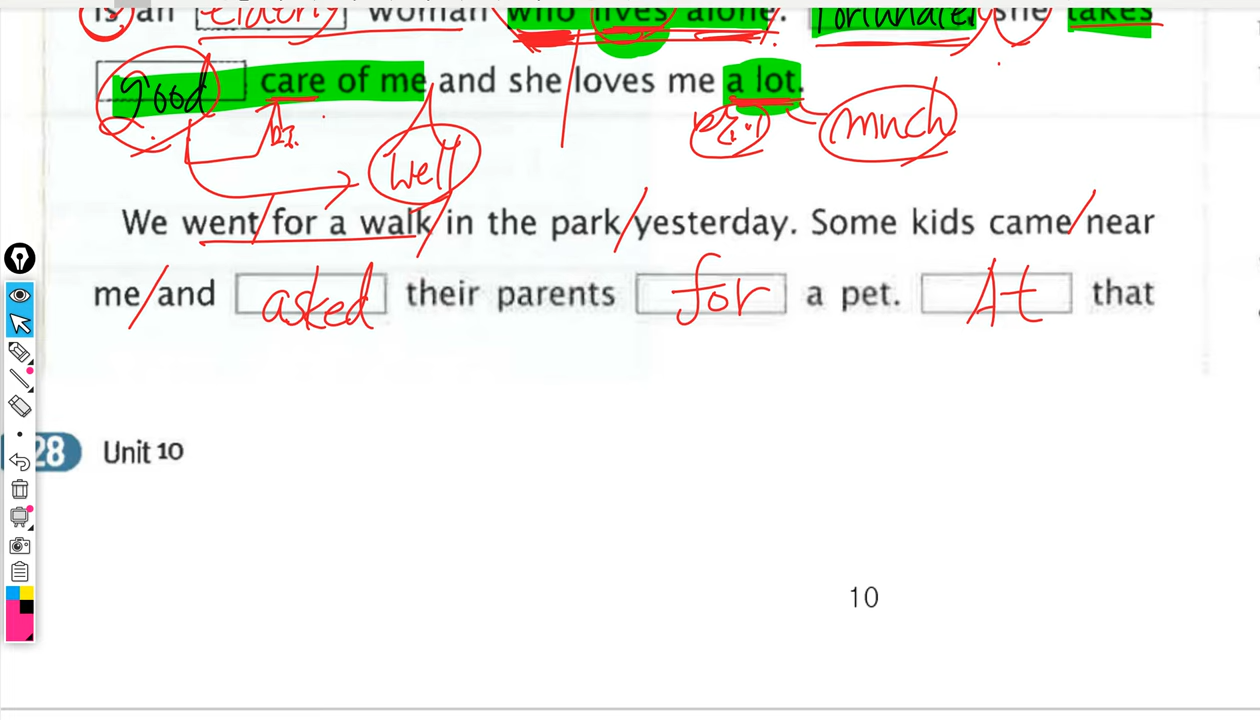 is an elderly woman who lives alone. Fortunately she takes
good care of me and she loves me a lot.
much
well
We went for a walk in the park yesterday. Some kids came near
me and asked their parents for a pet. At that
28 Unit 10
10